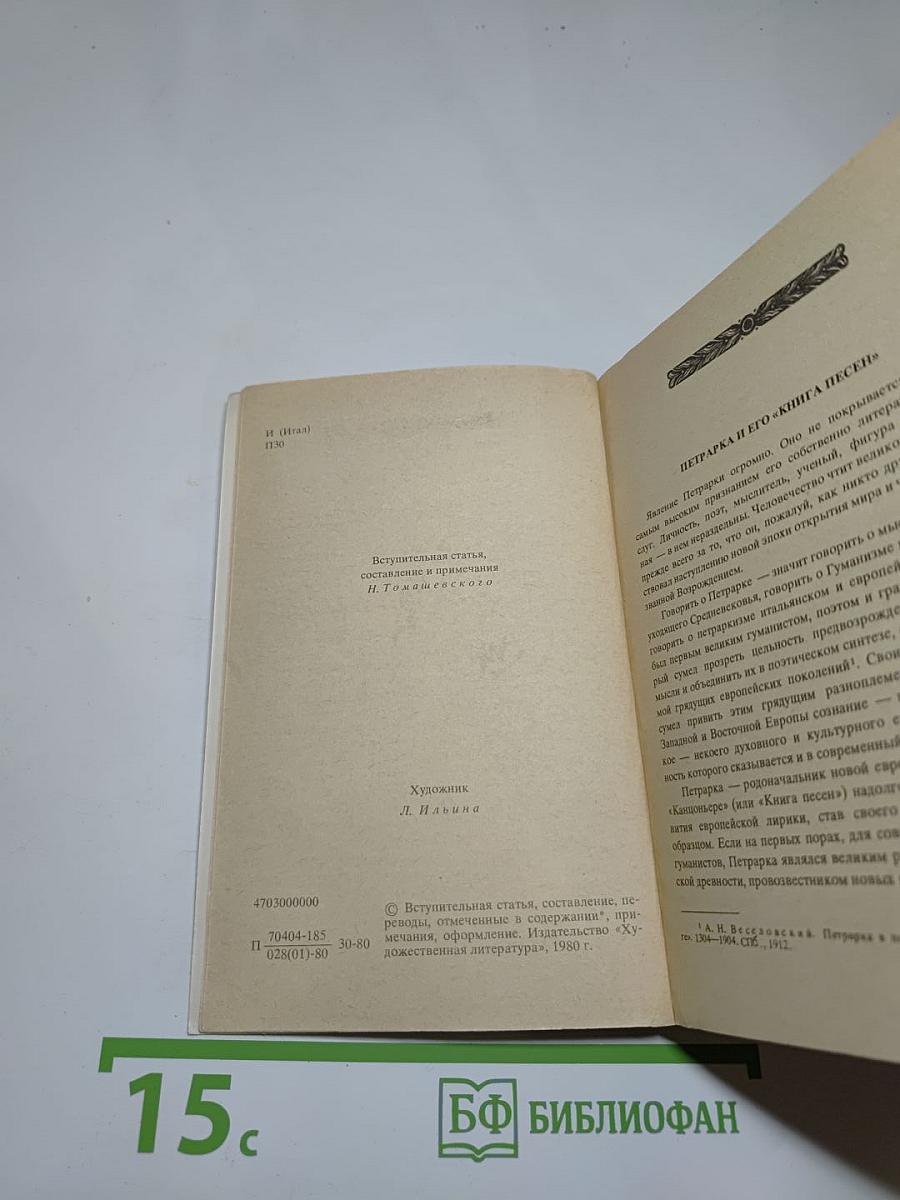 И (Итал)
П30
Вступительная статья,
составление и примечания
Н. Томашевского
Художник
Л. Ильина
4703000000
П 70404-185 30-80
028(01)-80
© Вступительная статья, составление, пе-
реводы, отмеченные в содержании*, при-
мечания, оформление. Издательство «Ху-
дожественная литература», 1980 г.
ПЕТРАРКА И ЕГО «КНИГА ПЕСЕН»
Явление Петрарки огромно. Оно не покрывается
самым высоким признанием его собственно литера
слуг. Личность, поэт, мыслитель, ученый, фигура
ная — в нем нераздельны. Человечество чтит велико
прежде всего за то, что он, пожалуй, как никто др
ствовал наступлению новой эпохи открытия мира и ч
званной Возрождением.
Говорить о Петрарке — значит говорить о мы
уходящего Средневековья, говорить о Гуманизме
говорить о петраркизме итальянском и европей
был первым великим гуманистом, поэтом и гра
рый сумел прозреть цельность предвозрожде
мысли и объединить их в поэтическом синтезе,
мой грядущих европейских поколений¹. Свои
сумел привить этим грядущим разноплеме
Западной и Восточной Европы сознание —
кое — некоего духовного и культурного е
ность которого сказывается и в современный
Петрарка — родоначальник новой евро
«Канцоньере» (или «Книга песен») надолг
вития европейской лирики, став своего
образцом. Если на первых порах, для сов
гуманистов, Петрарка являлся великим р
ской древности, провозвестником новых
¹ А. Н. Веселовский. Петрарка в
1304—1904. СПб., 1912.
15 с
БФ БИБЛИОФАН